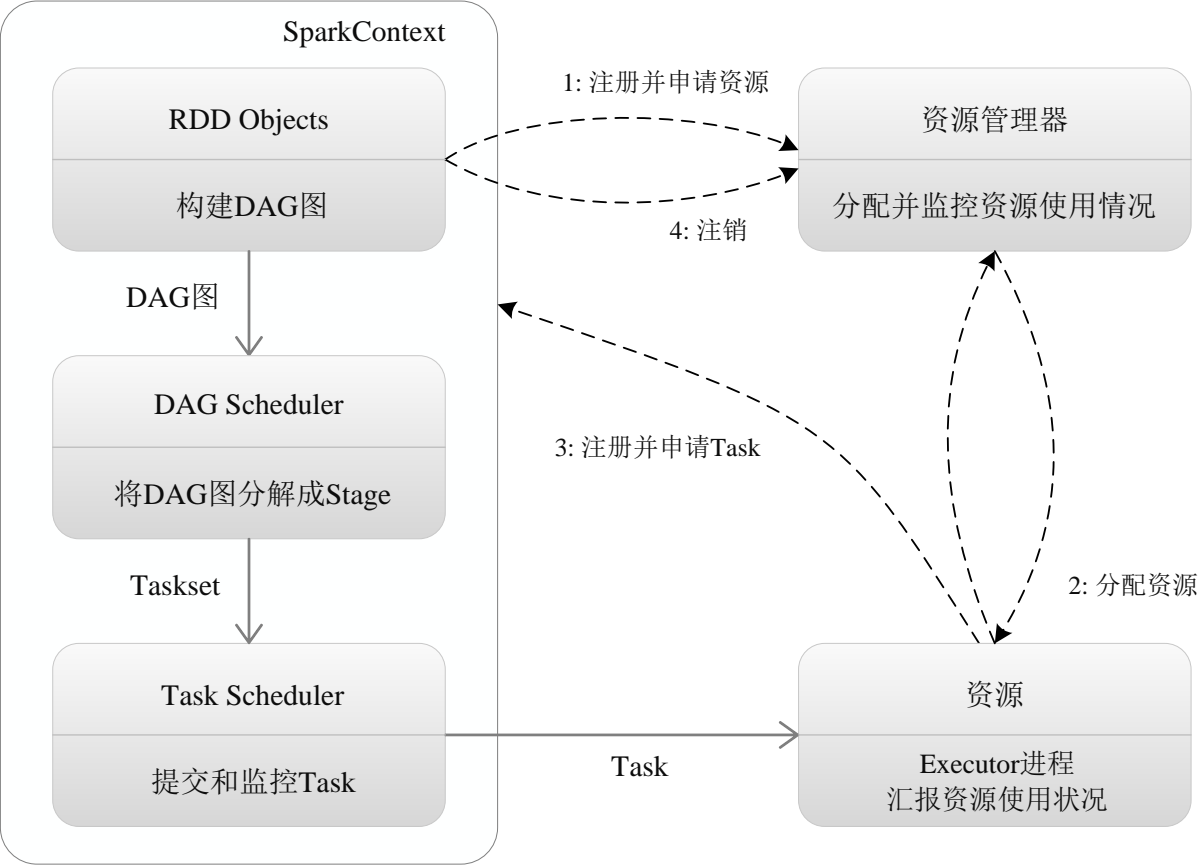 SparkContext
RDD Objects
构建DAG图
1: 注册并申请资源
资源管理器
分配并监控资源使用情况
4: 注销
DAG图
DAG Scheduler
将DAG图分解成Stage
3: 注册并申请Task
Taskset
2: 分配资源
Task Scheduler
提交和监控Task
Task
资源
Executor进程
汇报资源使用状况